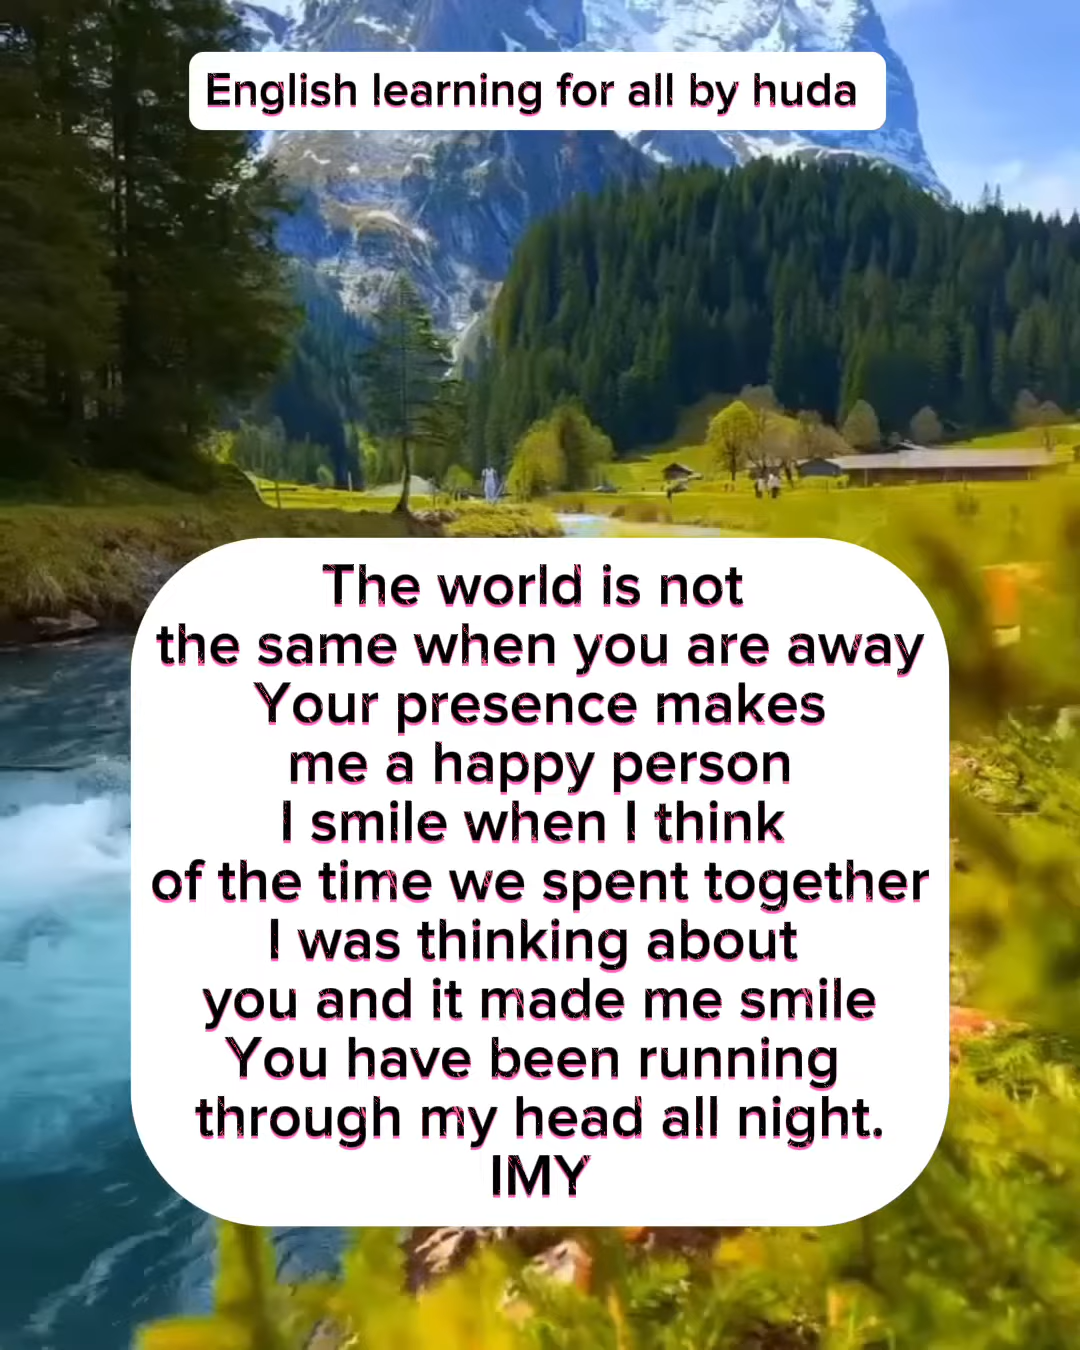 English learning for all by huda
The world is not
the same when you are away
Your presence makes
me a happy person
I smile when I think
of the time we spent together
I was thinking about
you and it made me smile
You have been running
through my head all night.
IMY